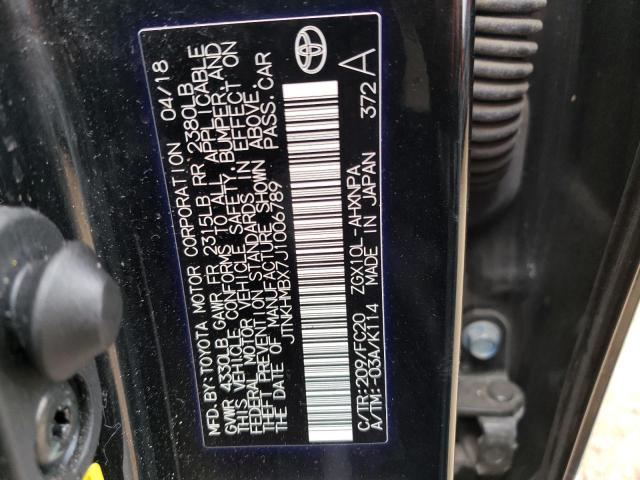 MFD. BY: TOYOTA MOTOR CORPORATION 04/18
GVWR 4330LB GAWR FR 2315LB RR 2380LB
THIS VEHICLE CONFORMS TO ALL APPLICABLE
FEDERAL MOTOR VEHICLE SAFETY, BUMPER, AND
THEFT PREVENTION STANDARDS IN EFFECT ON
THE DATE OF MANUFACTURE SHOWN ABOVE.
JTNKHMBX7J1006789 PASS. CAR
C/TR: 209/FC20 ZGX10L-AHXNPA 372 A
A/TM: -03A/K114 MADE IN JAPAN